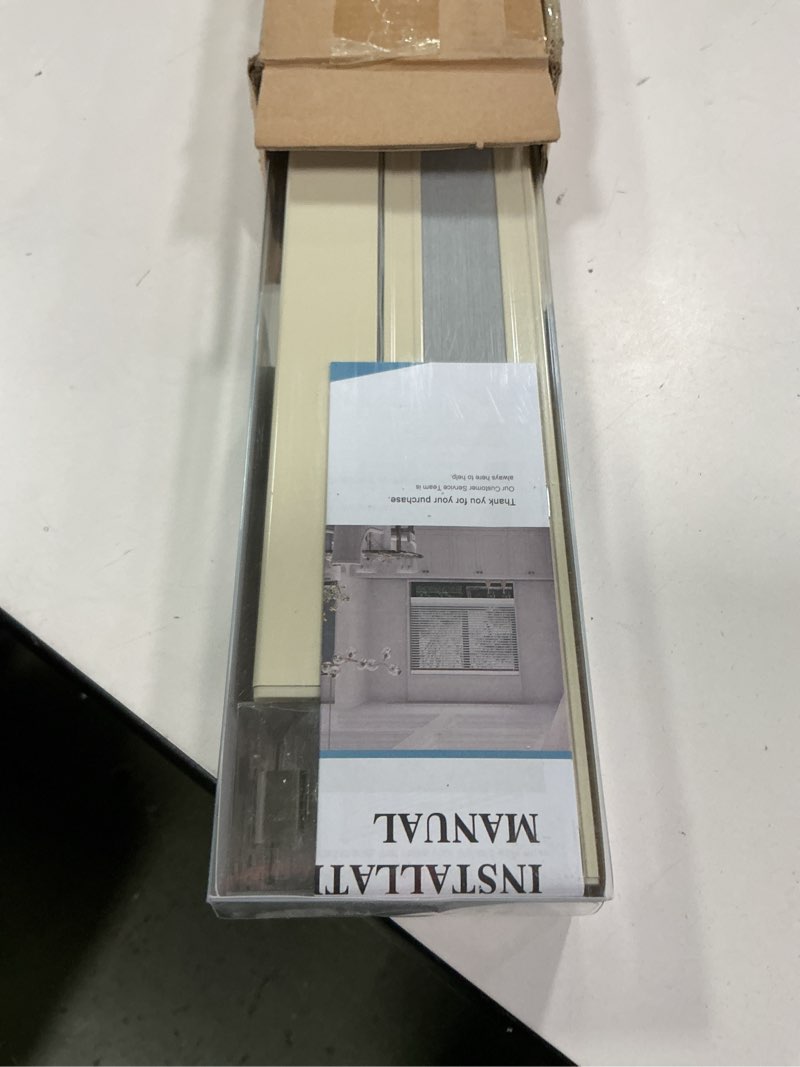 INSTALLATI
MANUAL
Thank you for your purchase.
Our Customer Service Team is
always here to help.